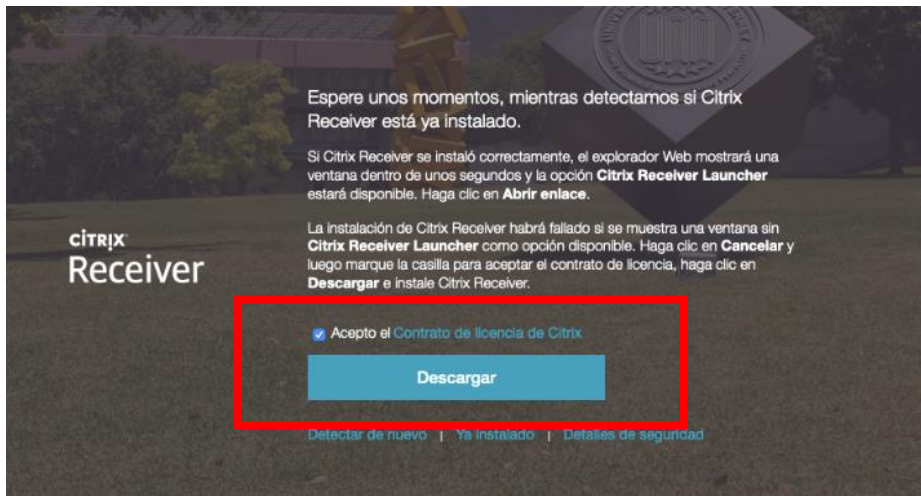 Espere unos momentos, mientras detectamos si Citrix
Receiver está ya instalado.
Si Citrix Receiver se instaló correctamente, el explorador Web mostrará una
ventana dentro de unos segundos y la opción Citrix Receiver Launcher
estará disponible. Haga clic en Abrir enlace.
La instalación de Citrix Receiver habrá fallado si se muestra una ventana sin
Citrix Receiver Launcher como opción disponible. Haga clic en Cancelar y
luego marque la casilla para aceptar el contrato de licencia, haga clic en
Descargar e instale Citrix Receiver.
CİTRIX
Receiver
Acepto el Contrato de licencia de Citrix
Descargar
Detectar de nuevo | Ya instalado | Detalles de seguridad